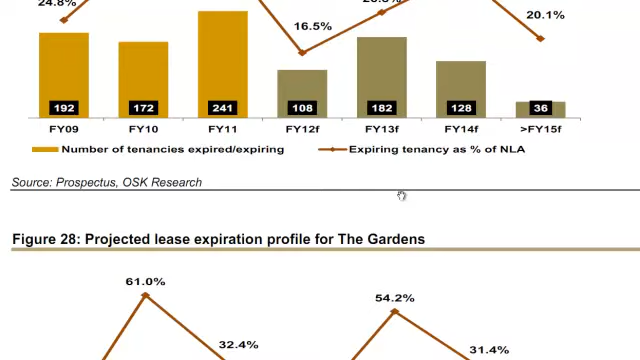 24.8%
16.5%
20.1%
192 172 241 108 182 128 36
FY09 FY10 FY11 FY12f FY13f FY14f >FY15f
Number of tenancies expired/expiring Expiring tenancy as % of NLA
Source: Prospectus, OSK Research
Figure 28: Projected lease expiration profile for The Gardens
61.0%
54.2%
32.4%
31.4%